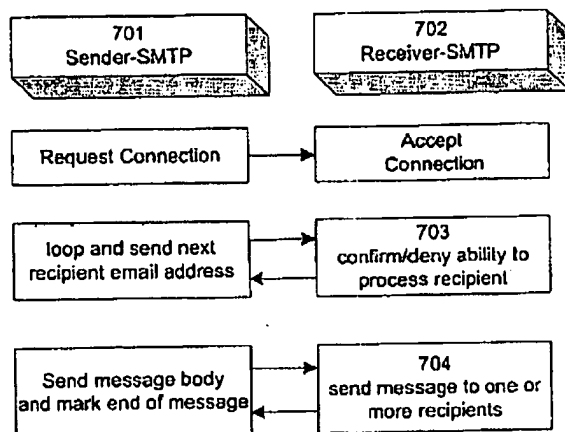 701
Sender-SMTP
702
Receiver-SMTP
Request Connection
Accept
Connection
loop and send next
recipient email address
703
confirm/deny ability to
process recipient
Send message body
and mark end of message
704
send message to one or
more recipients